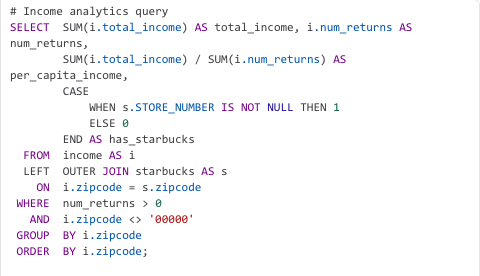 # Income analytics query
SELECT  SUM(i.total_income) AS total_income, i.num_returns AS
num_returns,
        SUM(i.total_income) / SUM(i.num_returns) AS
per_capita_income,
        CASE
            WHEN s.STORE_NUMBER IS NOT NULL THEN 1
            ELSE 0
        END AS has_starbucks
  FROM  income AS i
  LEFT  OUTER JOIN starbucks AS s
    ON  i.zipcode = s.zipcode
 WHERE  num_returns > 0
   AND  i.zipcode <> '00000'
 GROUP  BY i.zipcode
 ORDER  BY i.zipcode;